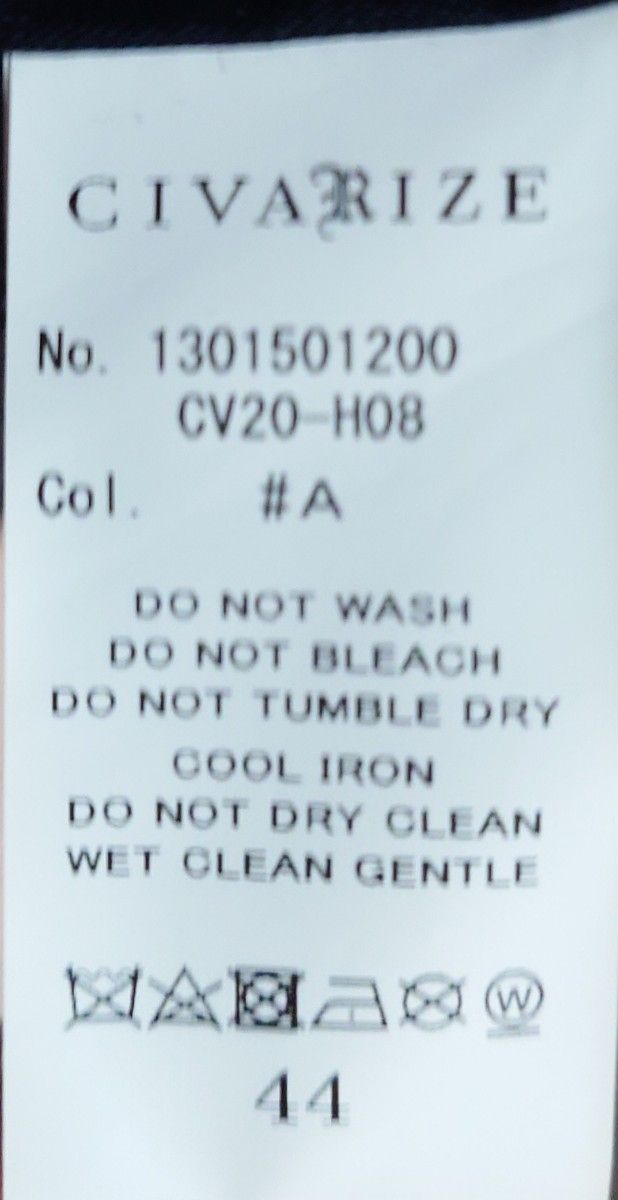 CIVARIZE
No. 1301501200
CV20-H08
Col. #A
DO NOT WASH
DO NOT BLEACH
DO NOT TUMBLE DRY
COOL IRON
DO NOT DRY CLEAN
WET CLEAN GENTLE
W
44